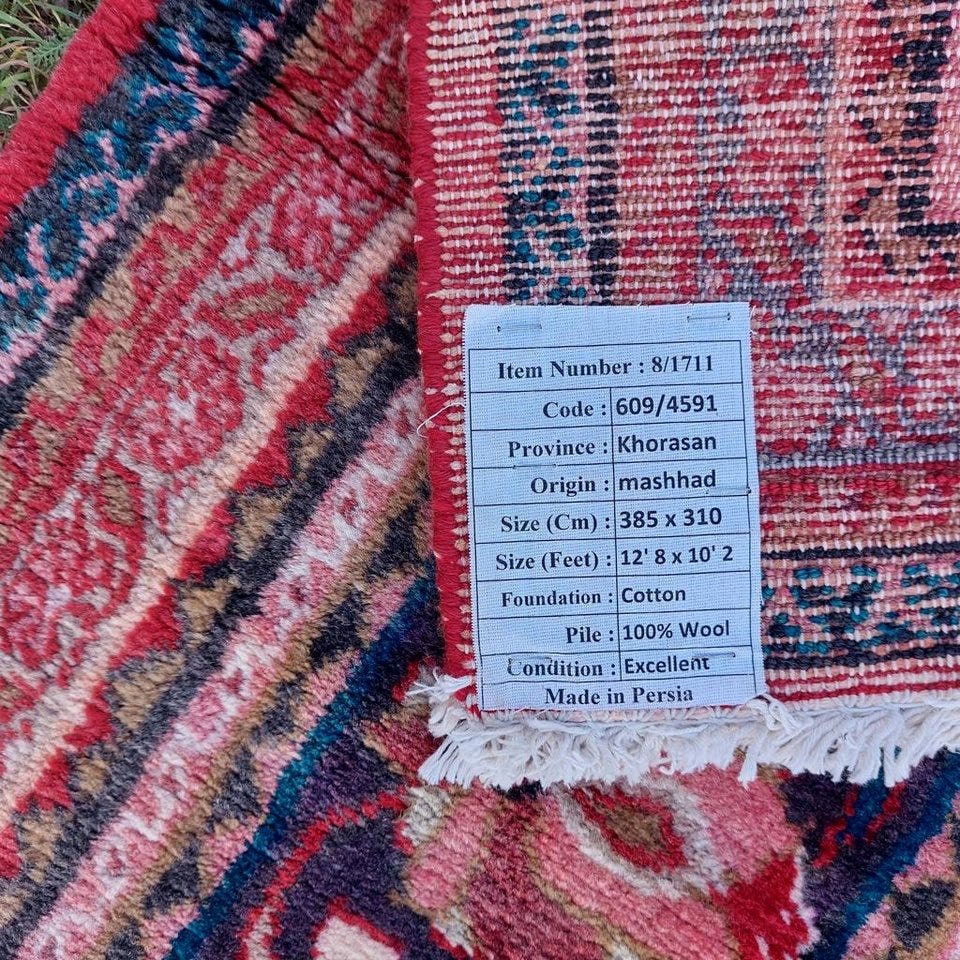 Item Number : 8/1711
Code : 609/4591
Province : Khorasan
Origin : mashhad
Size (Cm) : 385 x 310
Size (Feet) : 12' 8 x 10' 2
Foundation : Cotton
Pile : 100% Wool
Condition : Excellent
Made in Persia